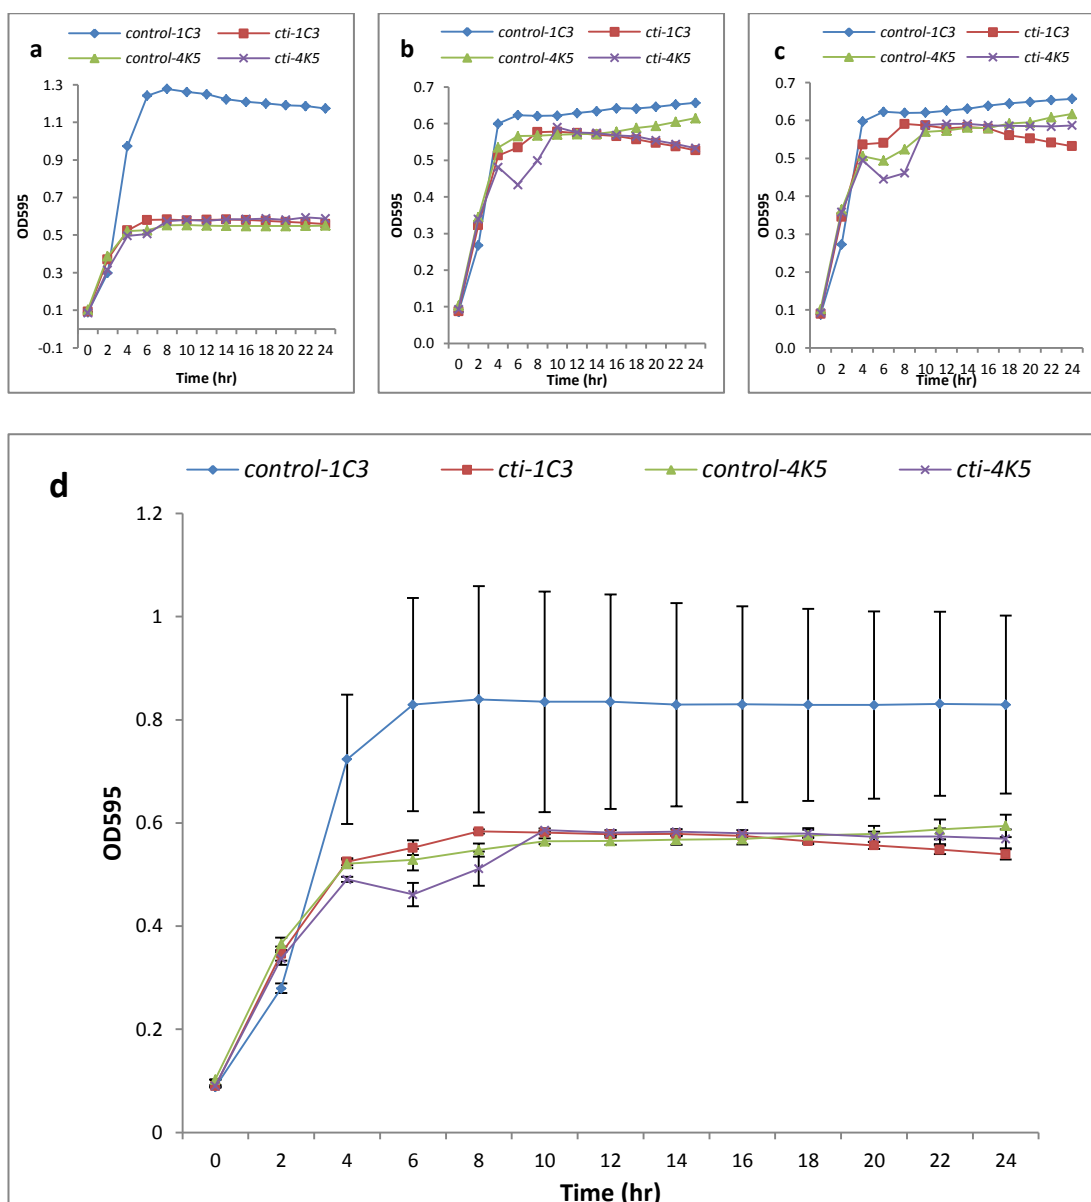 a
control-1C3 cti-1C3
control-4K5 cti-4K5
OD595
1.3
1.1
0.9
0.7
0.5
0.3
0.1
-0.1
0 2 4 6 8 10 12 14 16 18 20 22 24
Time (hr)
b
control-1C3 cti-1C3
control-4K5 cti-4K5
OD595
0.7
0.6
0.5
0.4
0.3
0.2
0.1
0.0
0 2 4 6 8 10 12 14 16 18 20 22 24
Time (hr)
c
control-1C3 cti-1C3
control-4K5 cti-4K5
OD595
0.7
0.6
0.5
0.4
0.3
0.2
0.1
0.0
0 2 4 6 8 10 12 14 16 18 20 22 24
Time (hr)
d
control-1C3 cti-1C3 control-4K5 cti-4K5
OD595
1.2
1
0.8
0.6
0.4
0.2
0
0 2 4 6 8 10 12 14 16 18 20 22 24
Time (hr)